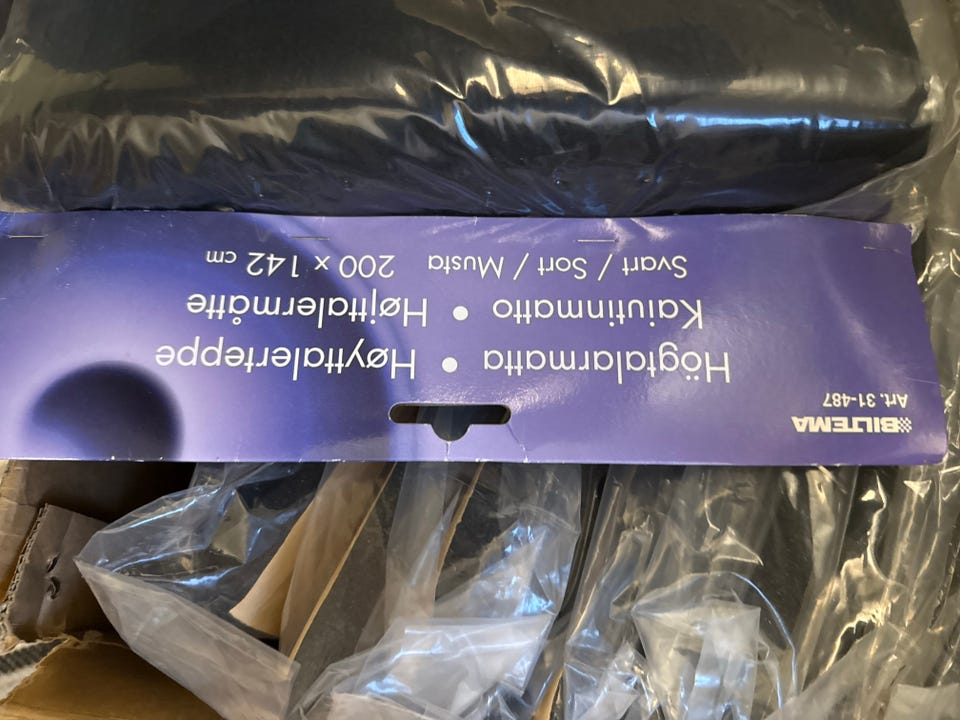 BILTEMA
Art. 31-487
Högtalarmatta • Høyttalerteppe
Kaiutinmatto • Højttalermåtte
Svart / Sort / Musta 200 x 142 cm